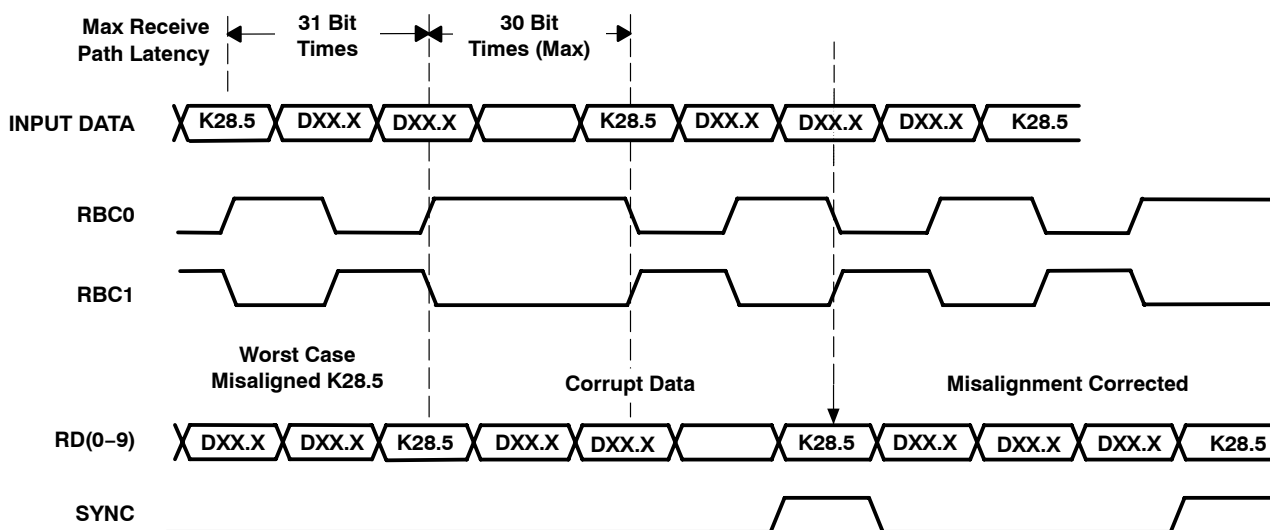 Max Receive
Path Latency
31 Bit
Times
30 Bit
Times (Max)
INPUT DATA
K28.5 DXX.X DXX.X K28.5 DXX.X DXX.X DXX.X K28.5
RBC0
RBC1
Worst Case
Misaligned K28.5
Corrupt Data
Misalignment Corrected
RD(0−9)
DXX.X DXX.X K28.5 DXX.X DXX.X K28.5 DXX.X DXX.X DXX.X K28.5
SYNC